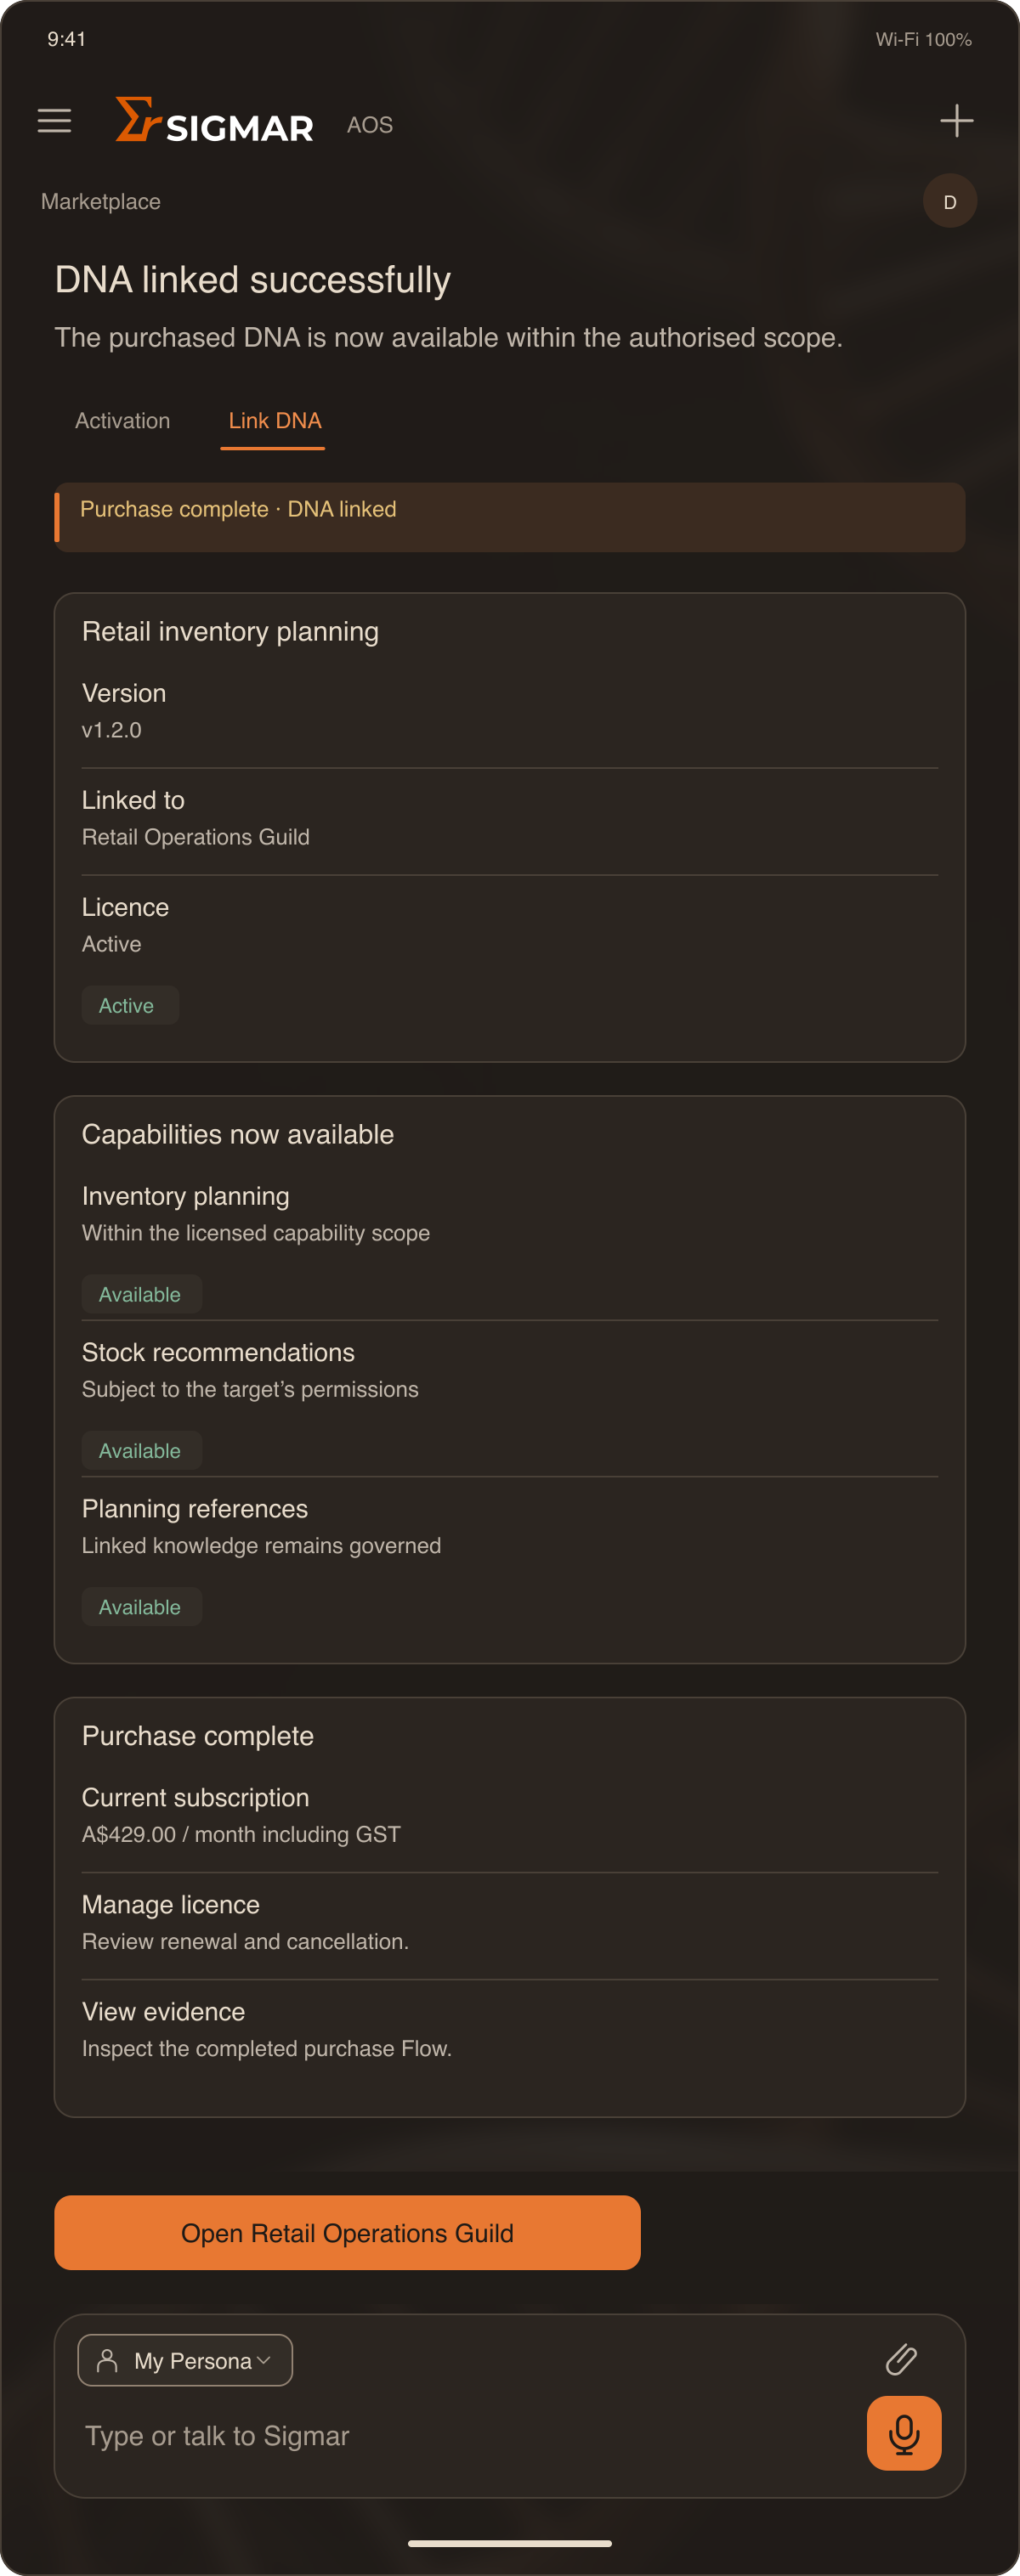 9:41
Wi-Fi 100%
Σr SIGMAR AOS
Marketplace
D
DNA linked successfully
The purchased DNA is now available within the authorised scope.
Activation
Link DNA
Purchase complete · DNA linked
Retail inventory planning
Version
v1.2.0
Linked to
Retail Operations Guild
Licence
Active
Active
Capabilities now available
Inventory planning
Within the licensed capability scope
Available
Stock recommendations
Subject to the target’s permissions
Available
Planning references
Linked knowledge remains governed
Available
Purchase complete
Current subscription
A$429.00 / month including GST
Manage licence
Review renewal and cancellation.
View evidence
Inspect the completed purchase Flow.
Open Retail Operations Guild
My Persona
Type or talk to Sigmar